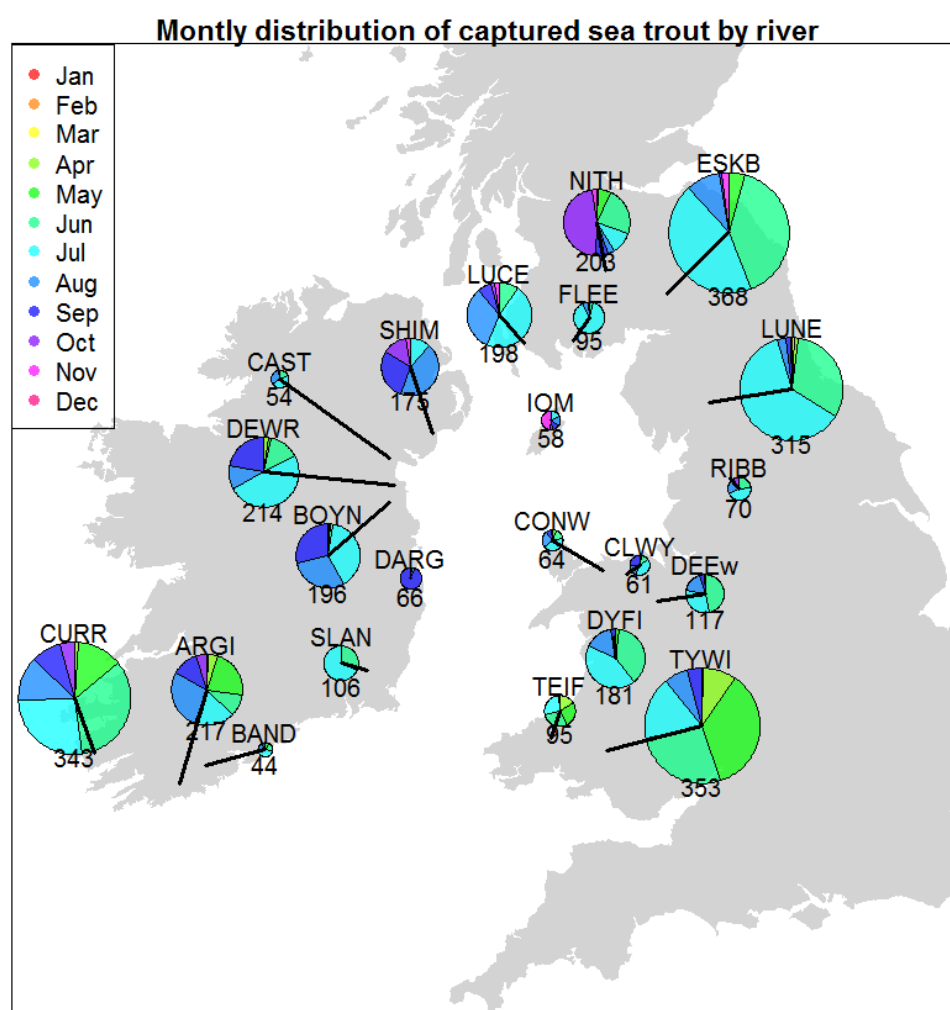 Montly distribution of captured sea trout by river
Jan
Feb
Mar
Apr
May
Jun
Jul
Aug
Sep
Oct
Nov
Dec
ESKB
368
NITH
203
LUCE
198
FLEE
95
SHIM
175
LUNE
315
CAST
54
IOM
58
DEWR
214
RIBB
70
BOYN
196
CONW
64
CLWY
61
DARG
66
DEEw
117
DYFI
181
CURR
343
ARGI
217
SLAN
106
TYWI
353
TEIF
95
BAND
44